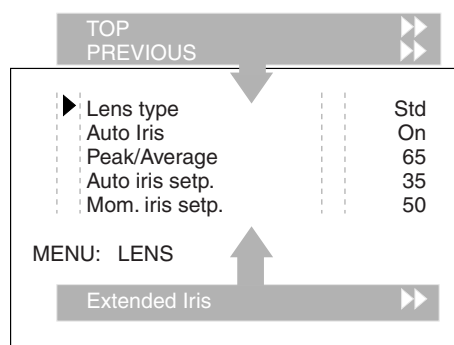 TOP
PREVIOUS
Lens type Std
Auto Iris On
Peak/Average 65
Auto iris setp. 35
Mom. iris setp. 50
MENU: LENS
Extended Iris